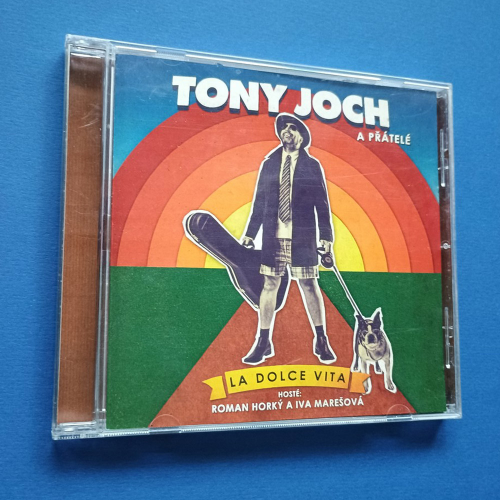 TONY JOCH
A PŘÁTELÉ
LA DOLCE VITA
HOSTÉ:
ROMAN HORKÝ A IVA MAREŠOVÁ